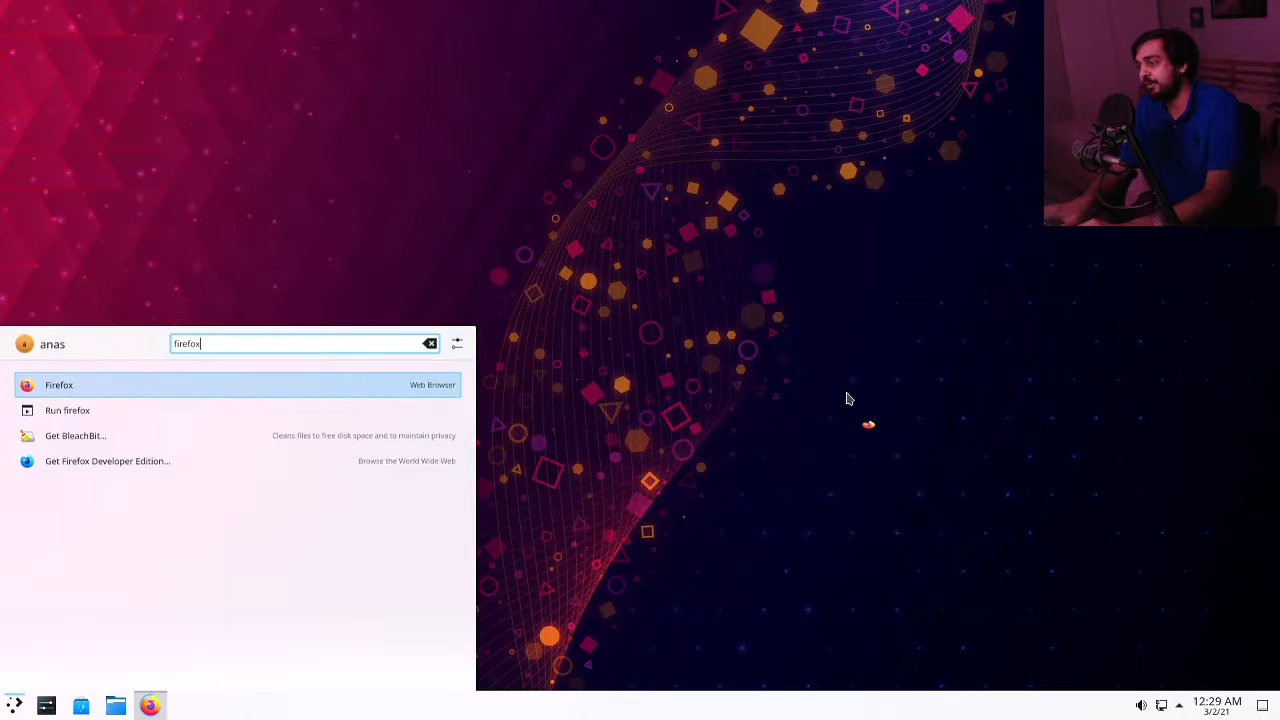 anas
firefox
Firefox
Web Browser
Run firefox
Get BleachBit...
Cleans files to free disk space and to maintain privacy
Get Firefox Developer Edition...
Browse the World Wide Web
12:29 AM
3/2/21